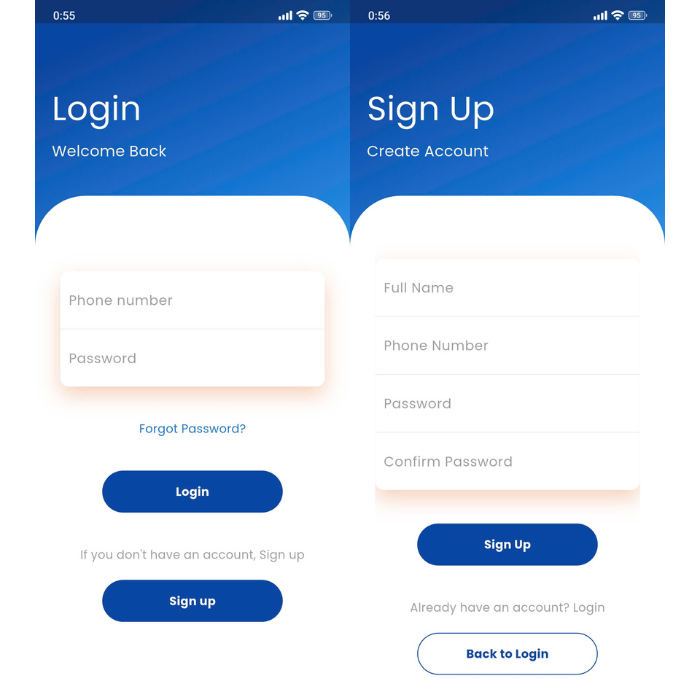 0:55
95
Login
Welcome Back
Phone number
Password
Forgot Password?
Login
If you don't have an account, Sign up
Sign up
0:56
95
Sign Up
Create Account
Full Name
Phone Number
Password
Confirm Password
Sign Up
Already have an account? Login
Back to Login